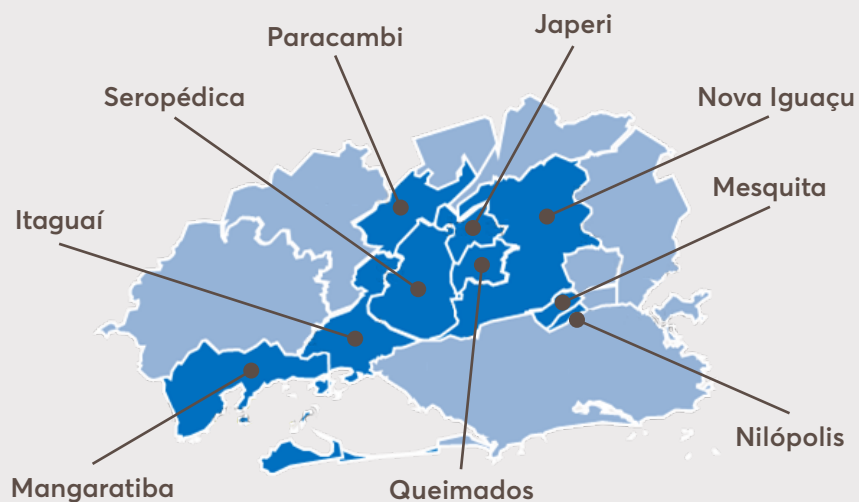 Japeri
Paracambi
Seropédica
Nova Iguaçu
Mesquita
Itaguaí
Nilópolis
Mangaratiba
Queimados